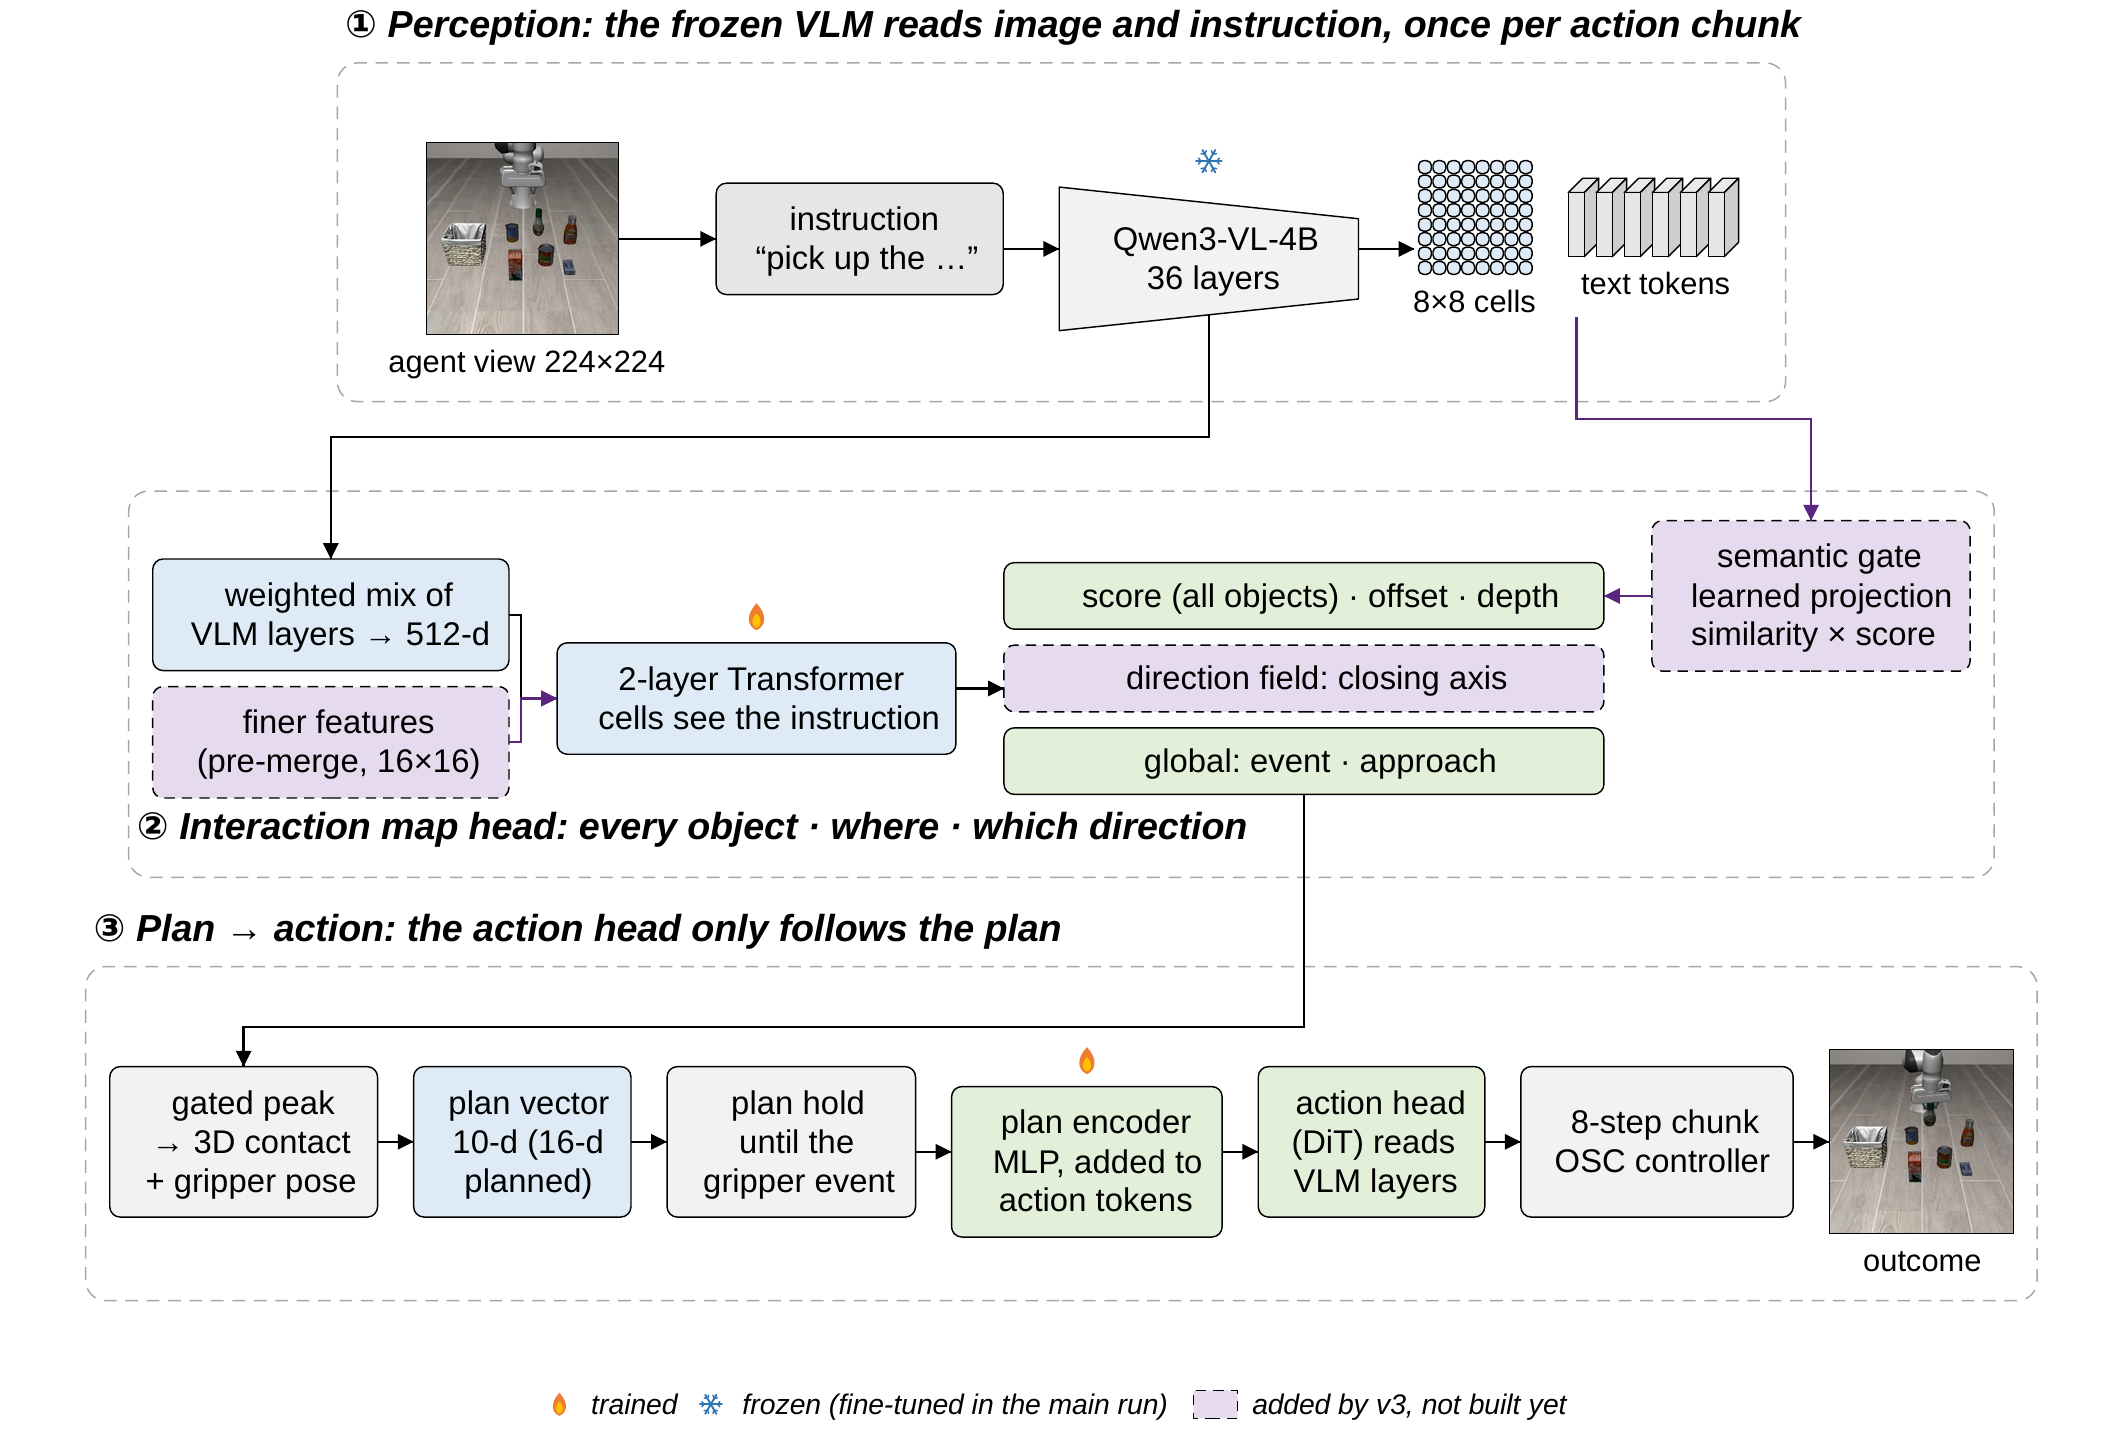 ① Perception: the frozen VLM reads image and instruction, once per action chunk
instruction
“pick up the …”
Qwen3-VL-4B
36 layers
8×8 cells
text tokens
agent view 224×224
weighted mix of
VLM layers → 512-d
finer features
(pre-merge, 16×16)
2-layer Transformer
cells see the instruction
score (all objects) · offset · depth
direction field: closing axis
global: event · approach
semantic gate
learned projection
similarity × score
② Interaction map head: every object · where · which direction
③ Plan → action: the action head only follows the plan
gated peak
→ 3D contact
+ gripper pose
plan vector
10-d (16-d
planned)
plan hold
until the
gripper event
plan encoder
MLP, added to
action tokens
action head
(DiT) reads
VLM layers
8-step chunk
OSC controller
outcome
trained
frozen (fine-tuned in the main run)
added by v3, not built yet